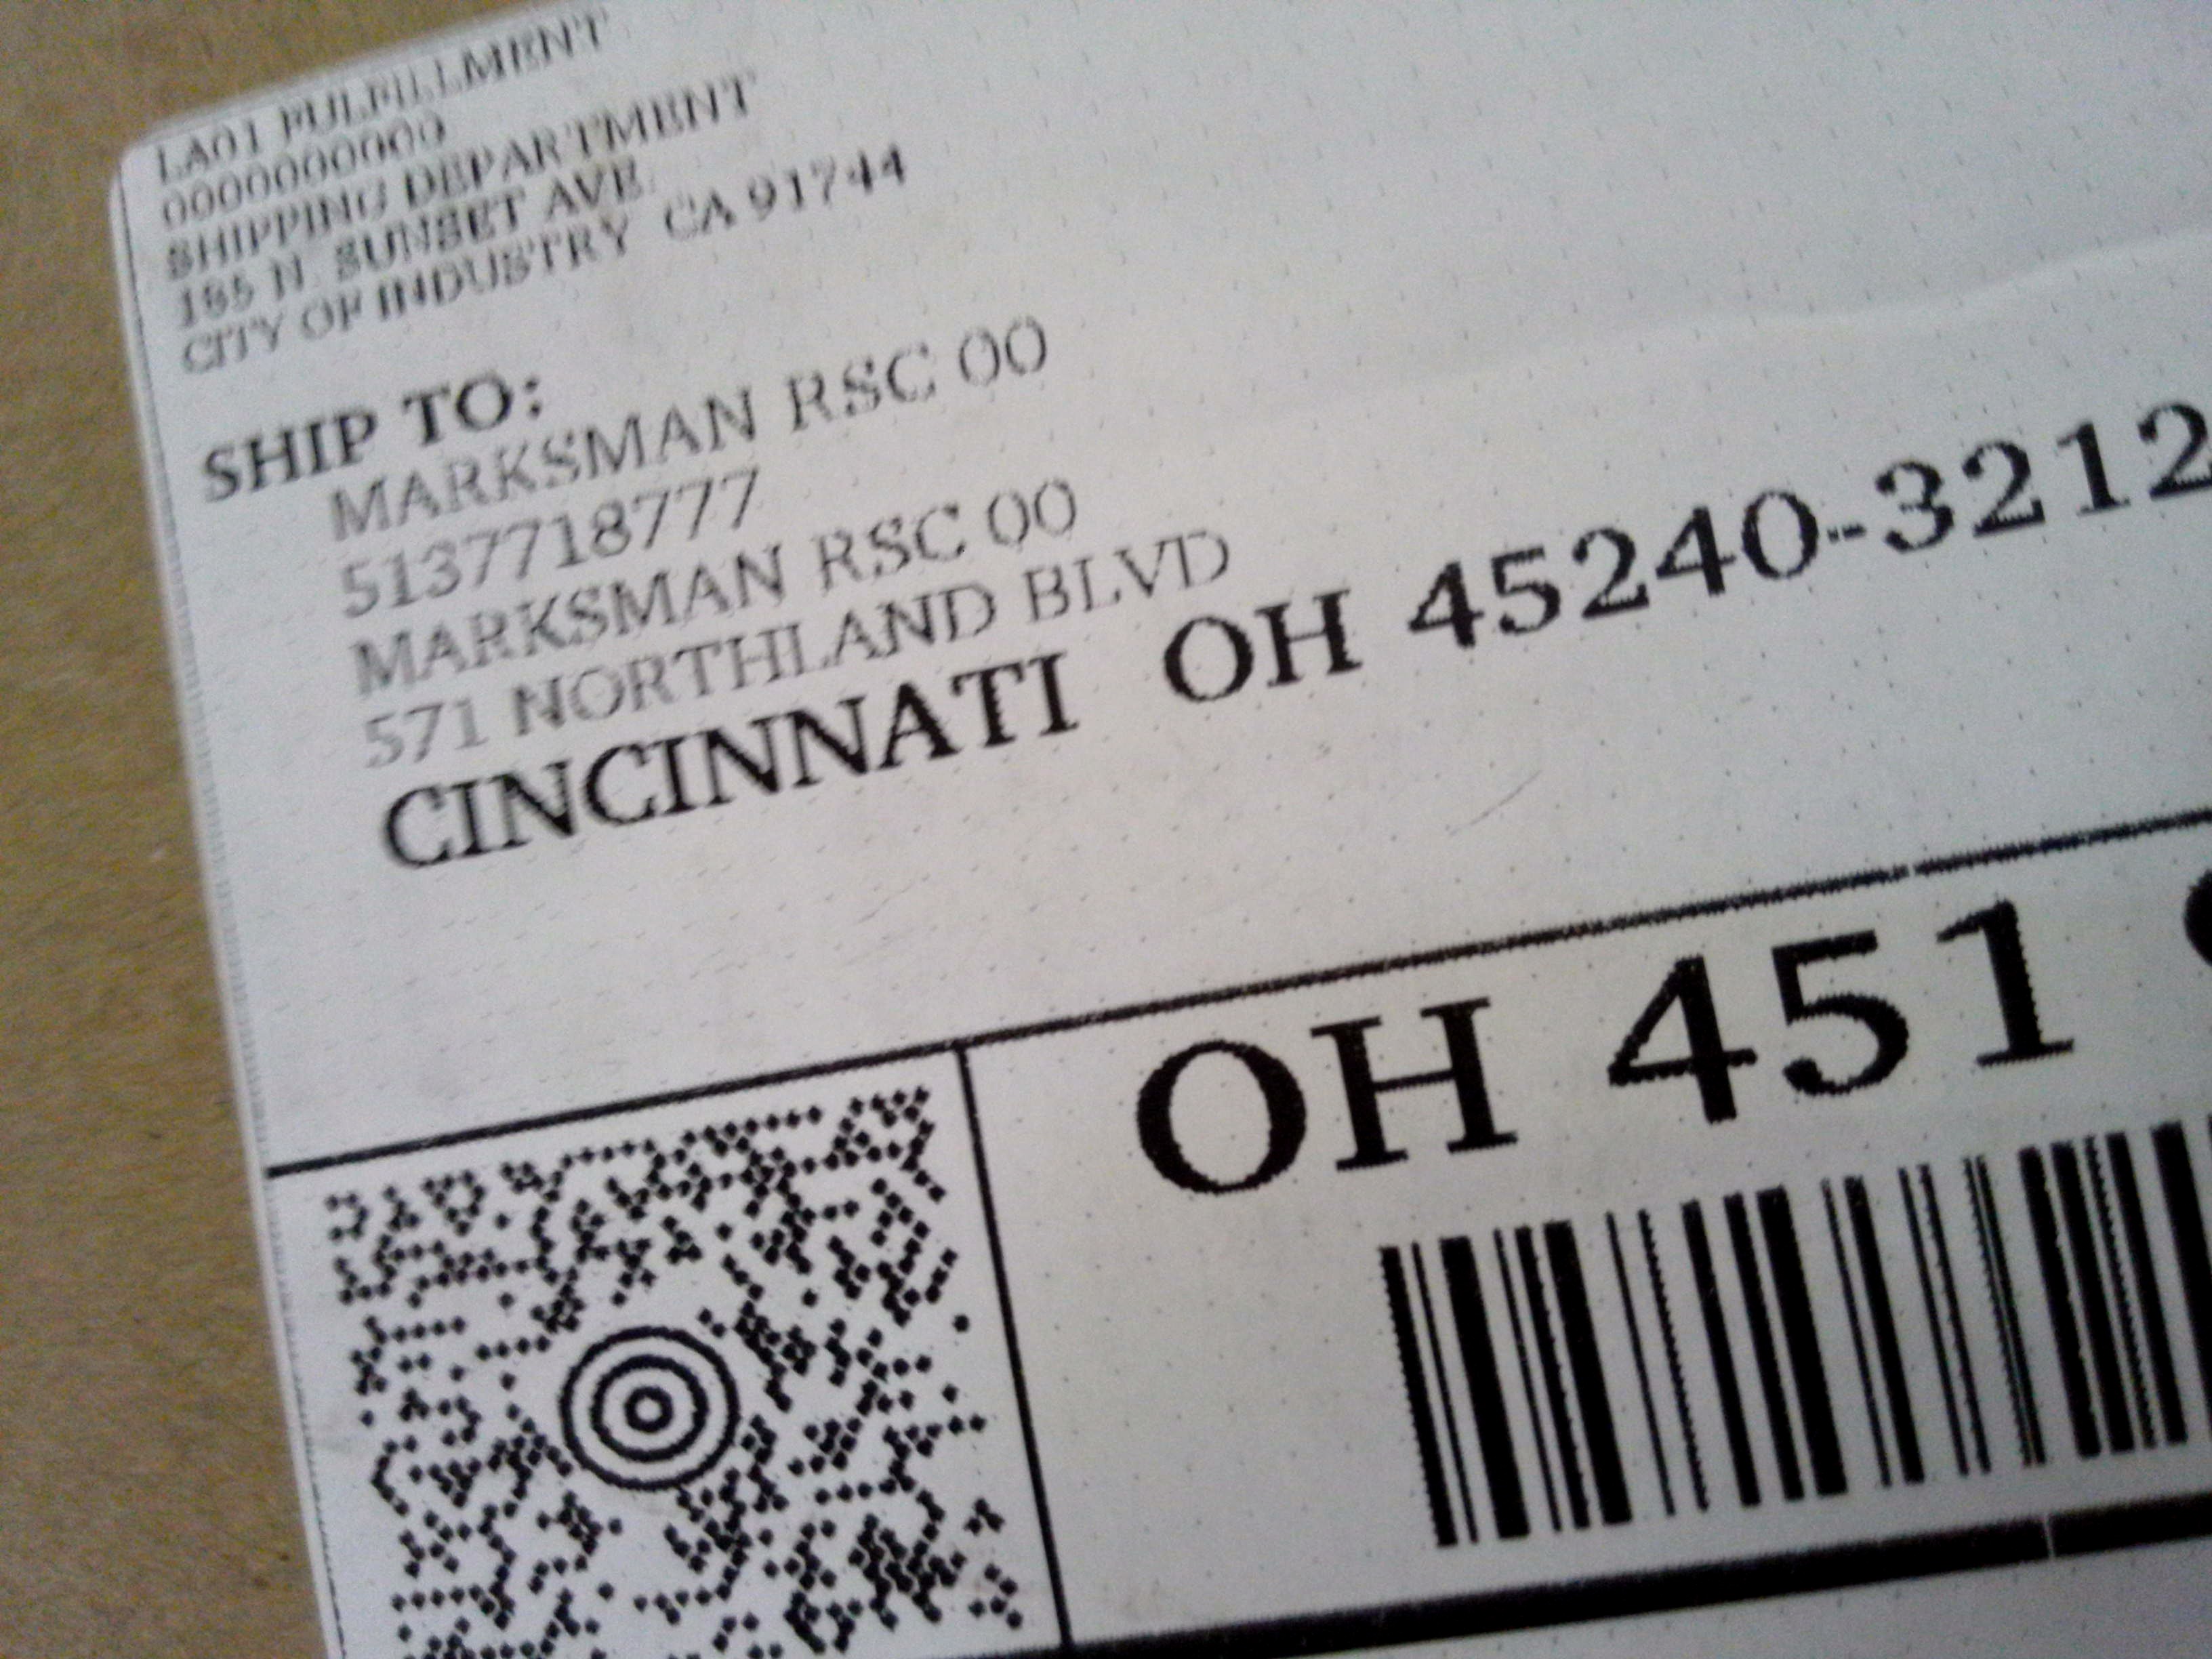 LA01 FULFILLMENT
0000000000
SHIPPING DEPARTMENT
185 N. SUNSET AVE.
CITY OF INDUSTRY CA 91744
SHIP TO:
MARKSMAN RSC 00
5137718777
MARKSMAN RSC 00
571 NORTHLAND BLVD
CINCINNATI OH 45240-3212
OH 451